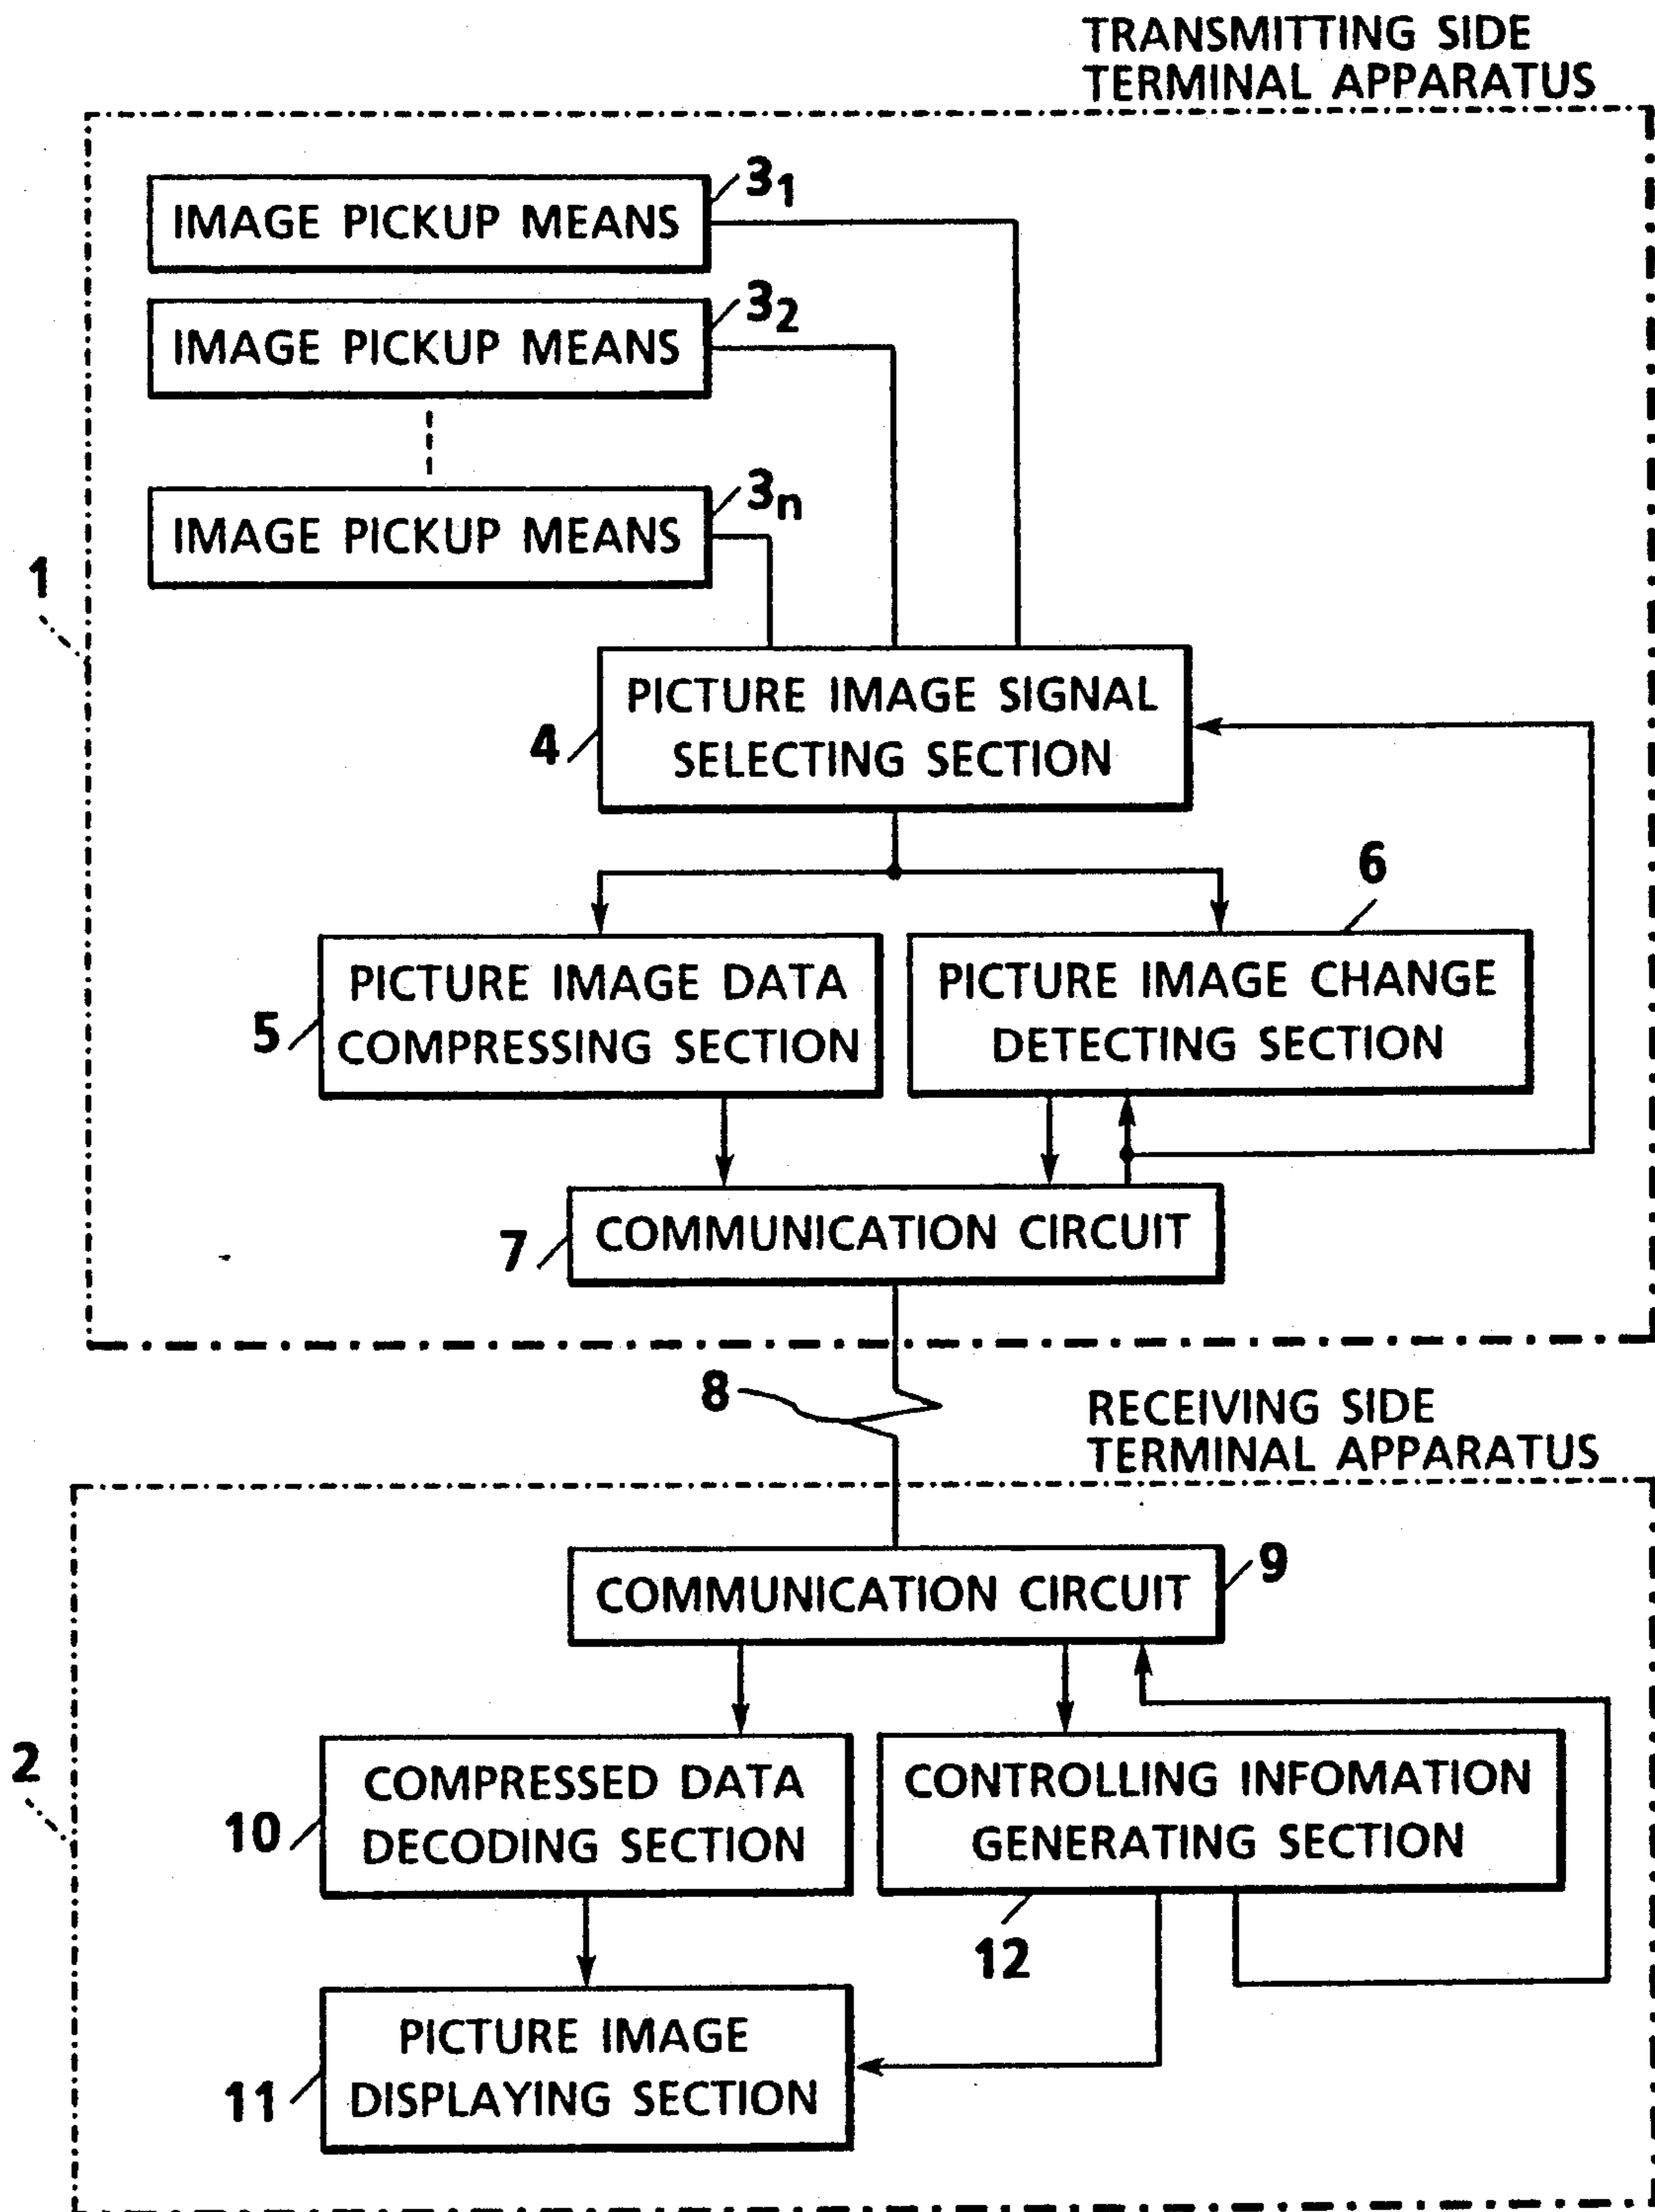 TRANSMITTING SIDE
TERMINAL APPARATUS
IMAGE PICKUP MEANS
3₁
IMAGE PICKUP MEANS
3₂
IMAGE PICKUP MEANS
3ₙ
1
PICTURE IMAGE SIGNAL
SELECTING SECTION
4
6
PICTURE IMAGE DATA
COMPRESSING SECTION
5
PICTURE IMAGE CHANGE
DETECTING SECTION
COMMUNICATION CIRCUIT
7
8
RECEIVING SIDE
TERMINAL APPARATUS
COMMUNICATION CIRCUIT
9
2
COMPRESSED DATA
DECODING SECTION
10
CONTROLLING INFOMATION
GENERATING SECTION
12
PICTURE IMAGE
DISPLAYING SECTION
11